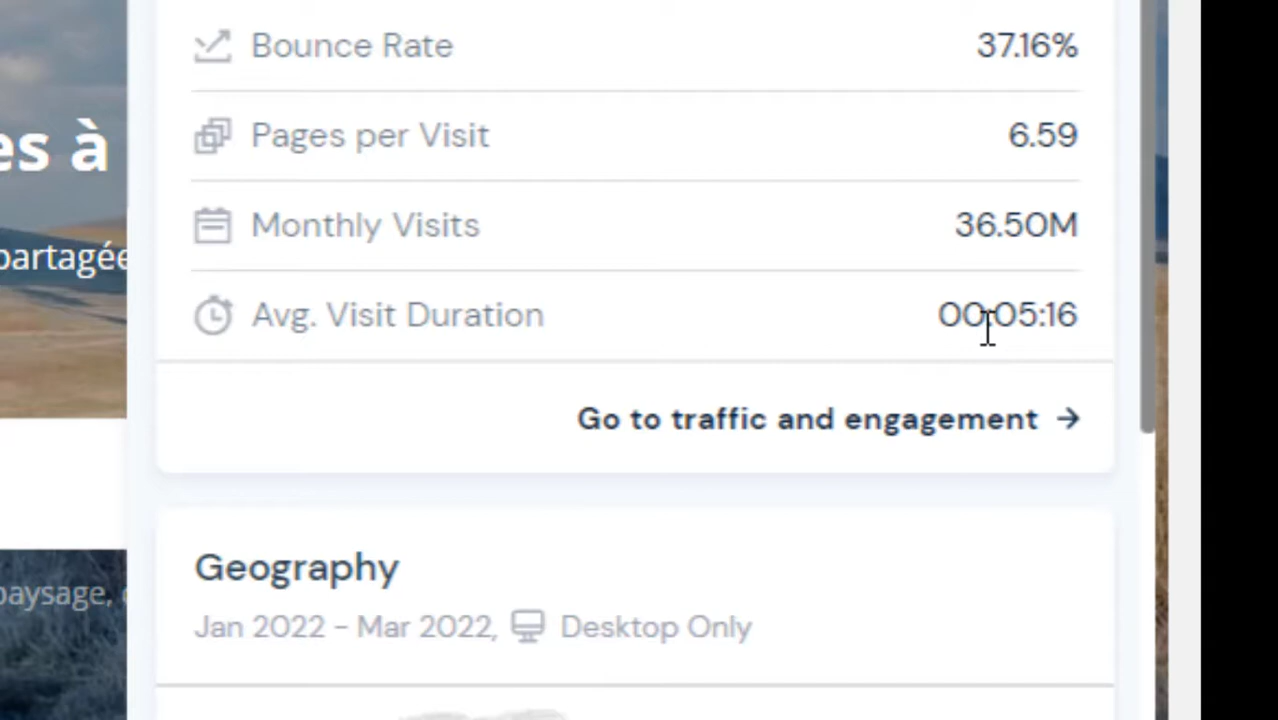 Bounce Rate 37.16%
es à
Pages per Visit 6.59
Monthly Visits 36.50M
partagée
Avg. Visit Duration 00:05:16
Go to traffic and engagement →
Geography
paysage,
Jan 2022 - Mar 2022, Desktop Only